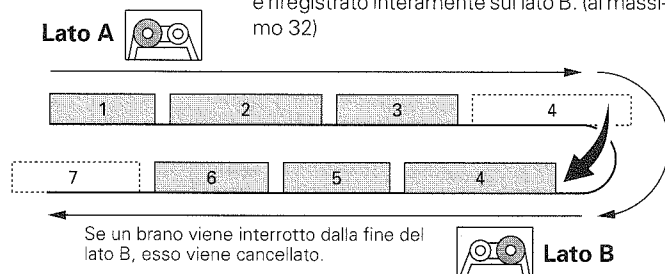 è riregistrato interamente sul lato B. (al massi-
mo 32)
Lato A
1 2 3 4
7 6 5 4
Se un brano viene interrotto dalla fine del
lato B, esso viene cancellato.
Lato B